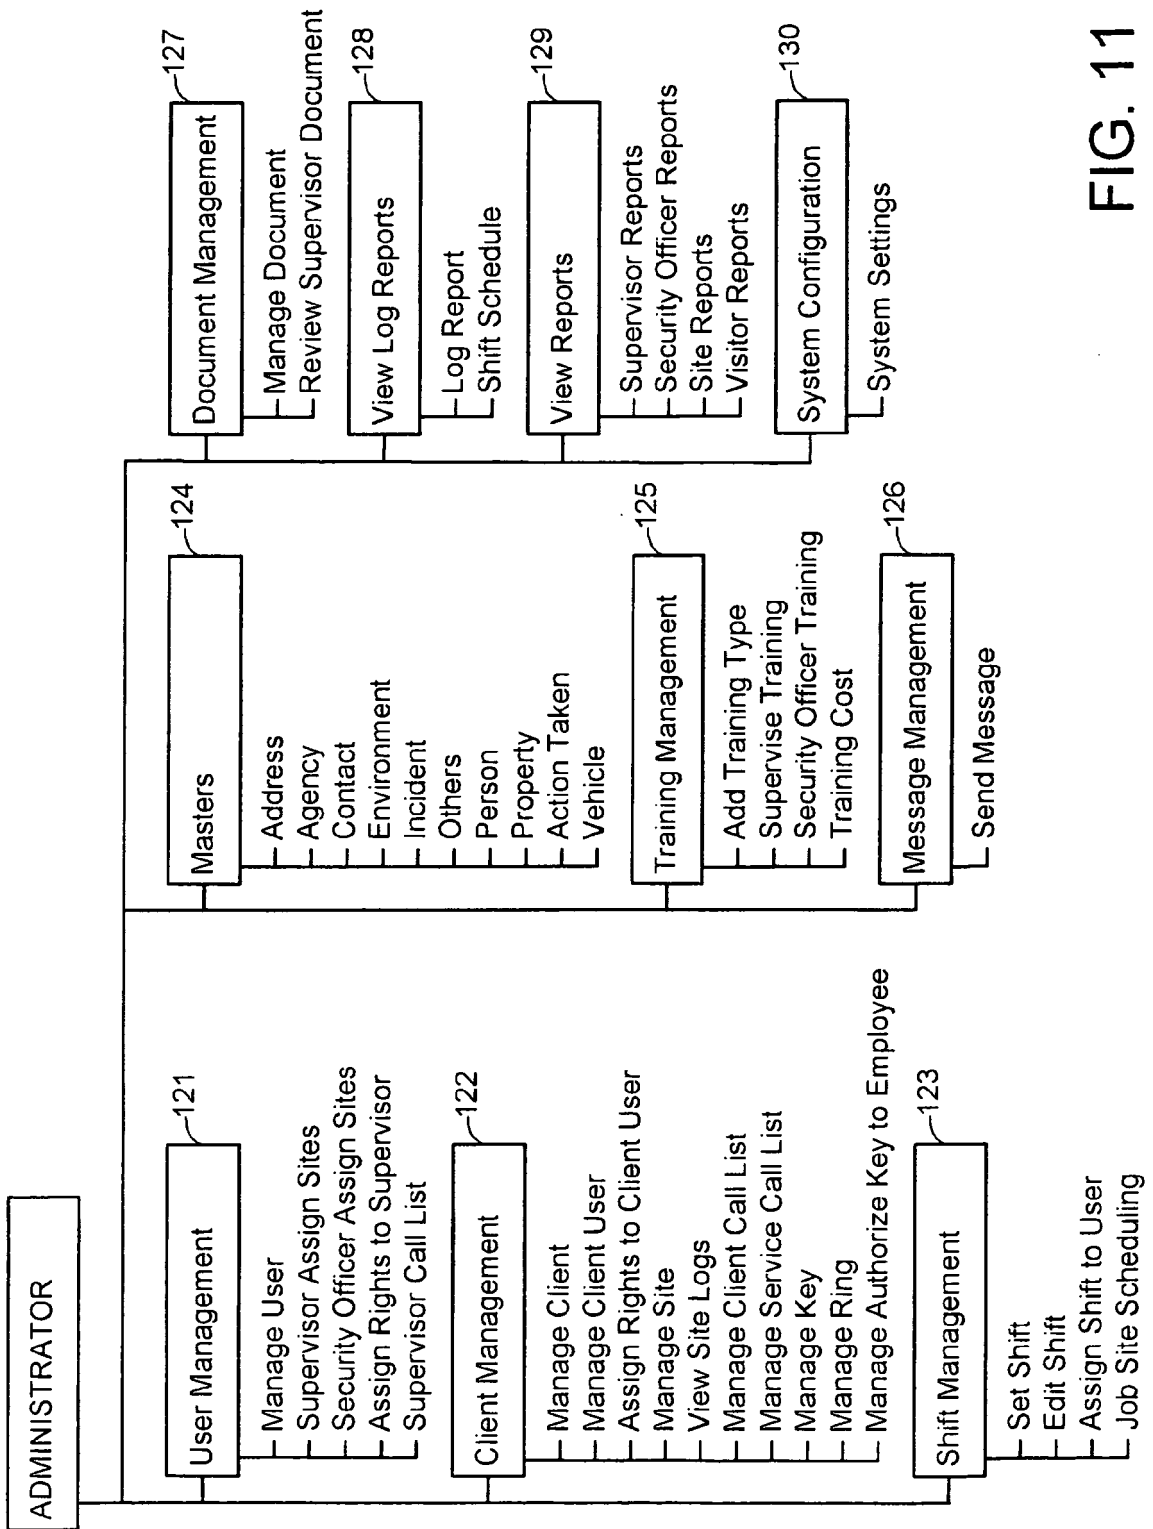 ADMINISTRATOR
121
User Management
Manage User
Supervisor Assign Sites
Security Officer Assign Sites
Assign Rights to Supervisor
Supervisor Call List
122
Client Management
Manage Client
Manage Client User
Assign Rights to Client User
Manage Site
View Site Logs
Manage Client Call List
Manage Service Call List
Manage Key
Manage Ring
Manage Authorize Key to Employee
123
Shift Management
Set Shift
Edit Shift
Assign Shift to User
Job Site Scheduling
124
Masters
Address
Agency
Contact
Environment
Incident
Others
Person
Property
Action Taken
Vehicle
125
Training Management
Add Training Type
Supervise Training
Security Officer Training
Training Cost
126
Message Management
Send Message
127
Document Management
Manage Document
Review Supervisor Document
128
View Log Reports
Log Report
Shift Schedule
129
View Reports
Supervisor Reports
Security Officer Reports
Site Reports
Visitor Reports
130
System Configuration
System Settings
FIG. 11